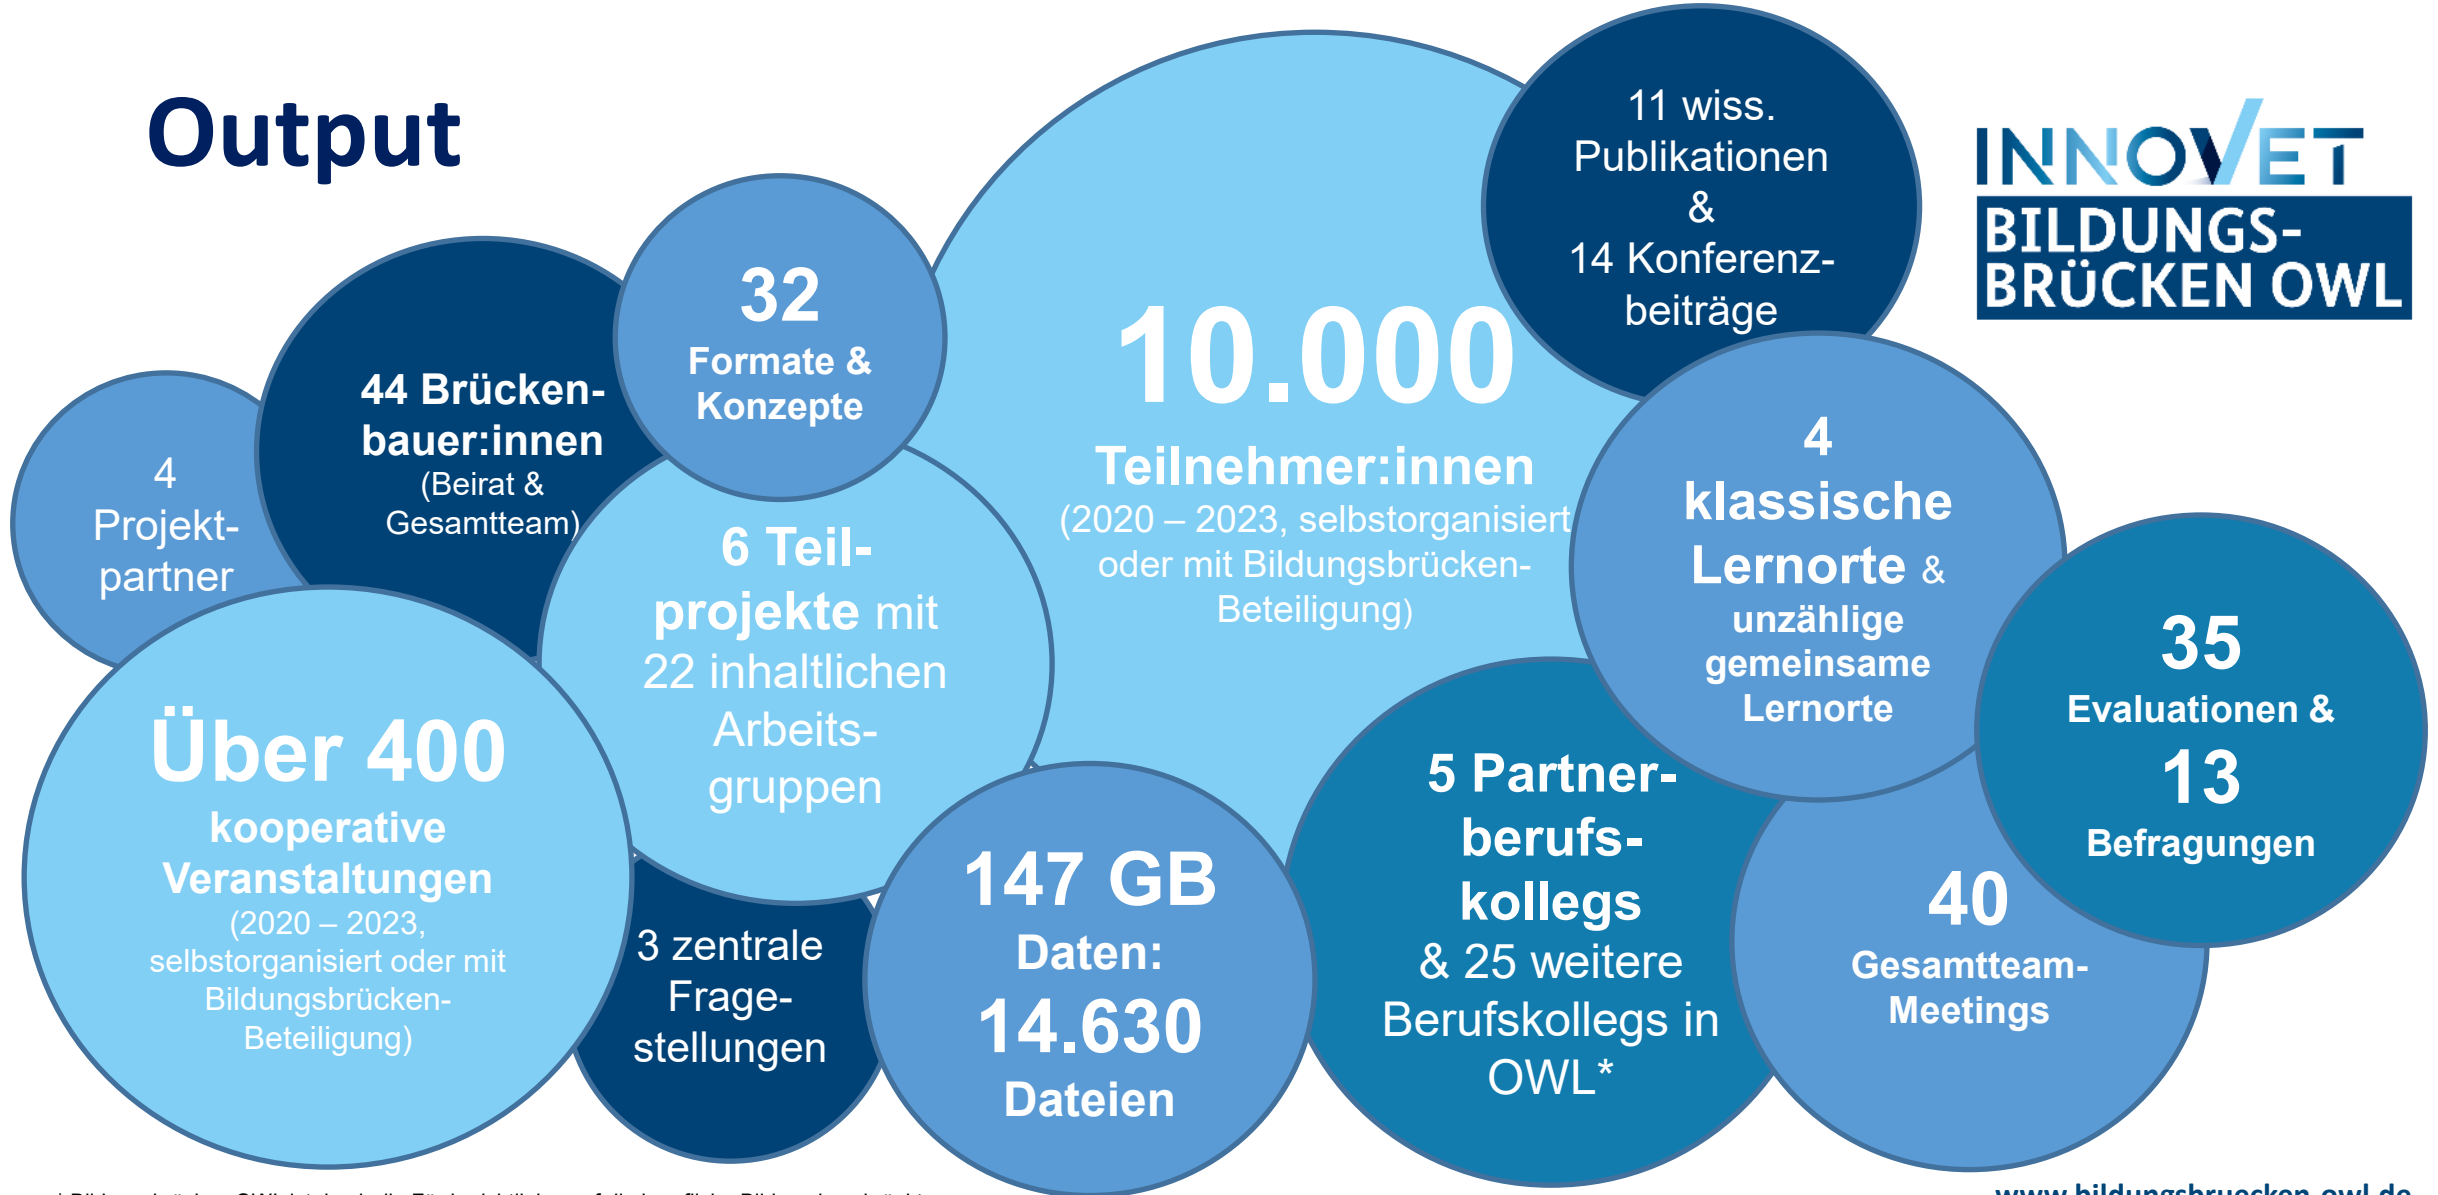 Output
11 wiss.
Publikationen
&
14 Konferenz-
beiträge
INNOVET
BILDUNGS-
BRÜCKEN OWL
32
Formate &
Konzepte
10.000
Teilnehmer:innen
(2020 – 2023, selbstorganisiert
oder mit Bildungsbrücken-
Beteiligung)
44 Brücken-
bauer:innen
(Beirat &
Gesamtteam)
4
Projekt-
partner
6 Teil-
projekte mit
22 inhaltlichen
Arbeits-
gruppen
4
klassische
Lernorte &
unzählige
gemeinsame
Lernorte
35
Evaluationen &
13
Befragungen
Über 400
kooperative
Veranstaltungen
(2020 – 2023,
selbstorganisiert oder mit
Bildungsbrücken-
Beteiligung)
3 zentrale
Frage-
stellungen
147 GB
Daten:
14.630
Dateien
5 Partner-
berufs-
kollegs
& 25 weitere
Berufskollegs in
OWL*
40
Gesamtteam-
Meetings
www.bildungsbruecken-owl.de